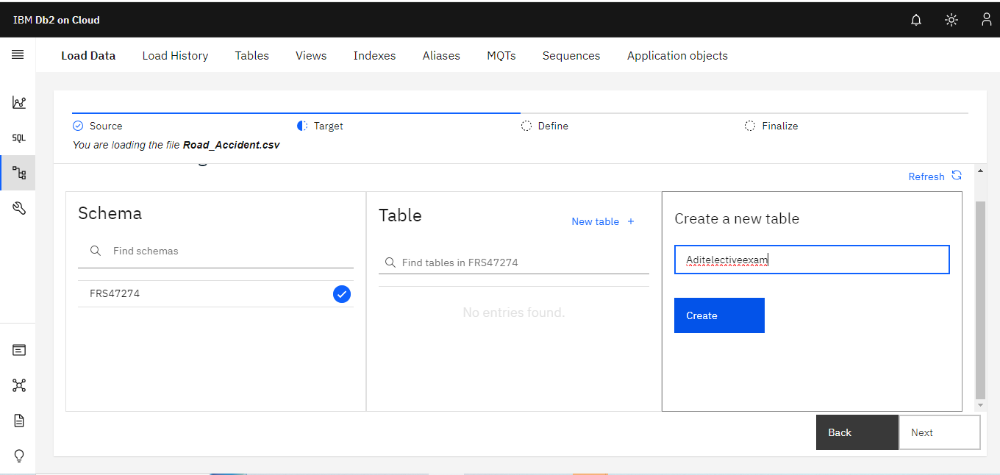 IBM Db2 on Cloud
Load Data Load History Tables Views Indexes Aliases MQTs Sequences Application objects
SQL
Source Target Define Finalize
You are loading the file Road_Accident.csv
Refresh
Schema
Find schemas
FRS47274
Table
New table +
Find tables in FRS47274
No entries found.
Create a new table
Aditelectiveexam
Create
Back Next